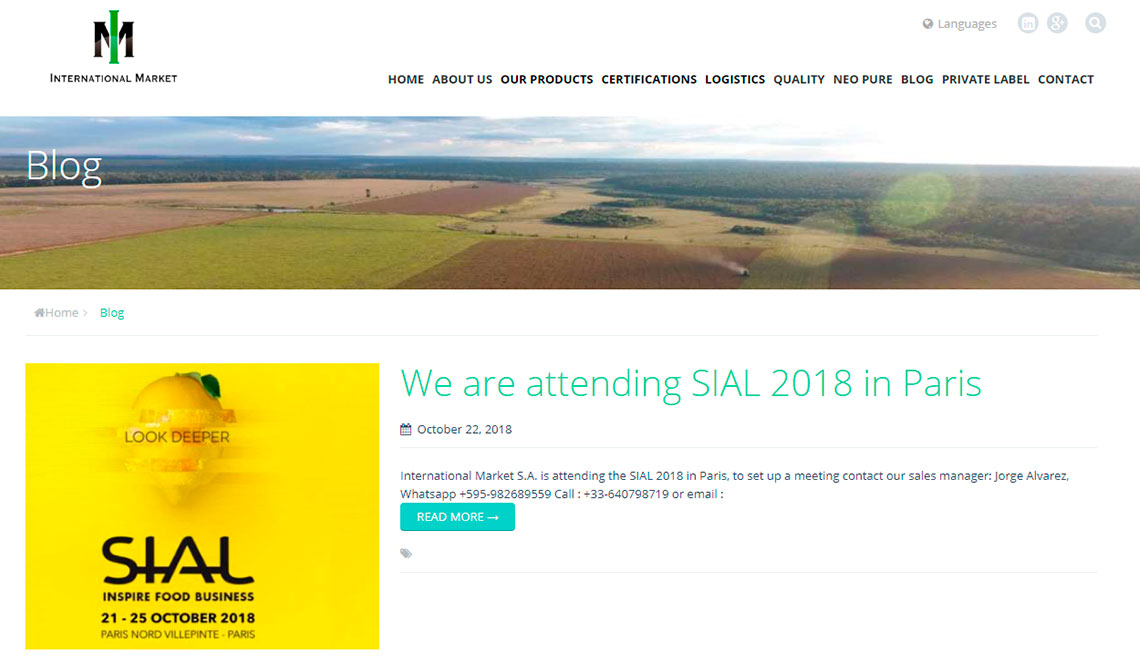 Languages
IM
INTERNATIONAL MARKET
HOME ABOUT US OUR PRODUCTS CERTIFICATIONS LOGISTICS QUALITY NEO PURE BLOG PRIVATE LABEL CONTACT
Blog
Home > Blog
LOOK DEEPER
SIAL
INSPIRE FOOD BUSINESS
21 - 25 OCTOBER 2018
PARIS NORD VILLEPINTE - PARIS
We are attending SIAL 2018 in Paris
October 22, 2018
International Market S.A. is attending the SIAL 2018 in Paris, to set up a meeting contact our sales manager: Jorge Alvarez,
Whatsapp +595-982689559 Call : +33-640798719 or email :
READ MORE →